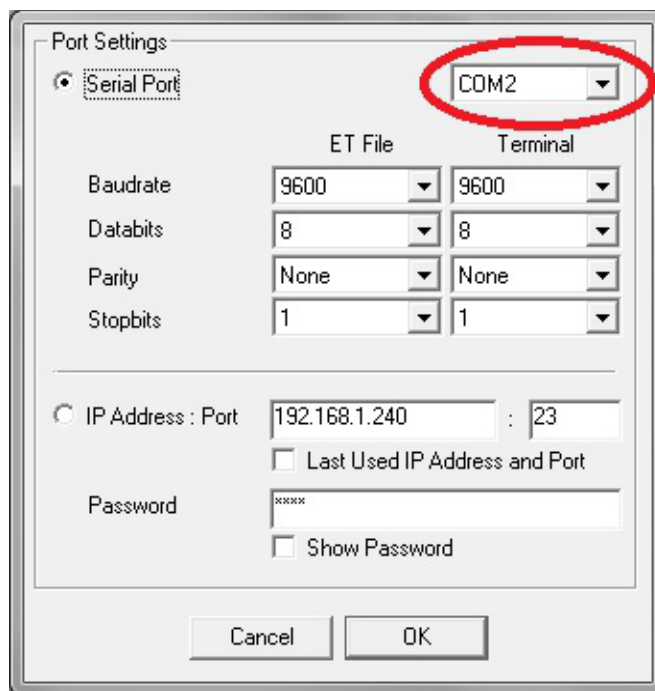 Port Settings
Serial Port COM2
ET File Terminal
Baudrate 9600 9600
Databits 8 8
Parity None None
Stopbits 1 1
IP Address : Port 192.168.1.240 : 23
Last Used IP Address and Port
Password ****
Show Password
Cancel OK